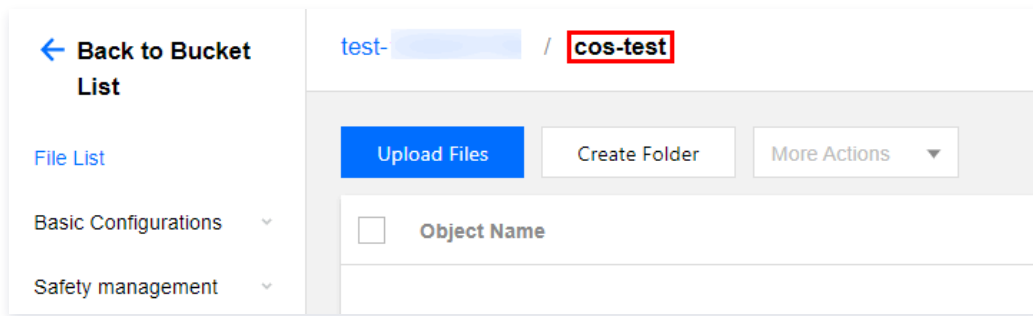 Back to Bucket
List
File List
Basic Configurations
Safety management
test- / cos-test
Upload Files
Create Folder
More Actions
Object Name